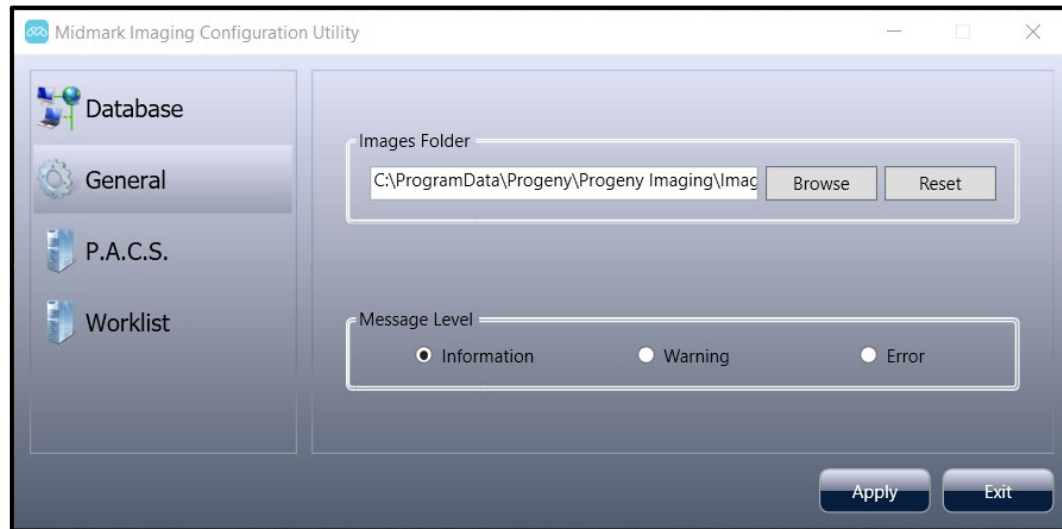 Midmark Imaging Configuration Utility
Database
General
P.A.C.S.
Worklist
Images Folder
C:\ProgramData\Progeny\Progeny Imaging\Imag
Browse
Reset
Message Level
Information
Warning
Error
Apply
Exit